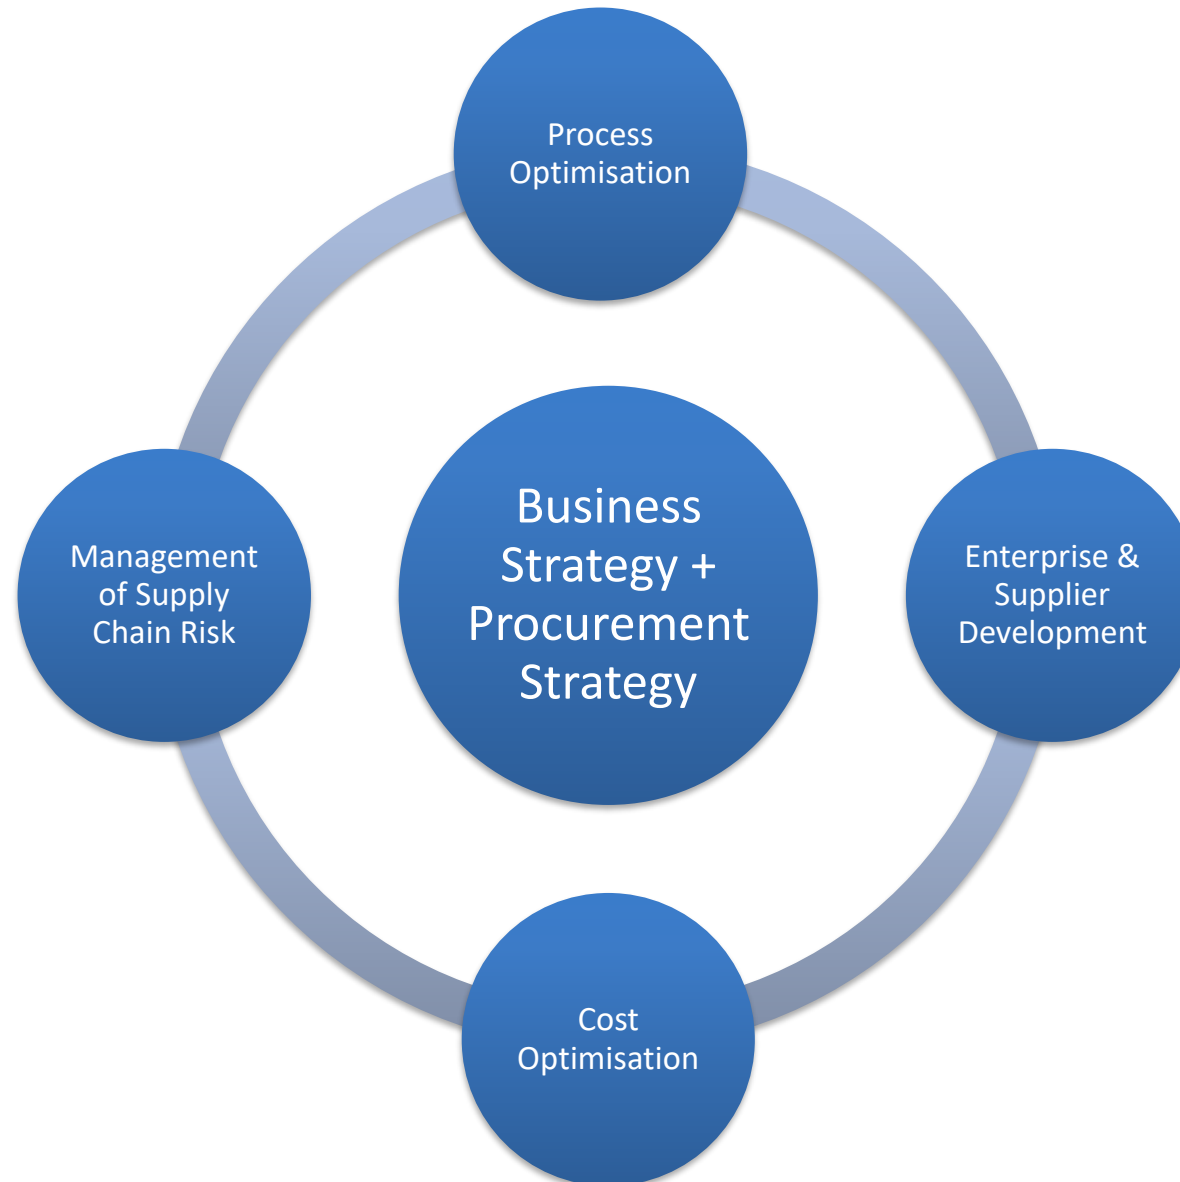 Process
Optimisation
Business
Strategy +
Procurement
Strategy
Management
of Supply
Chain Risk
Enterprise &
Supplier
Development
Cost
Optimisation